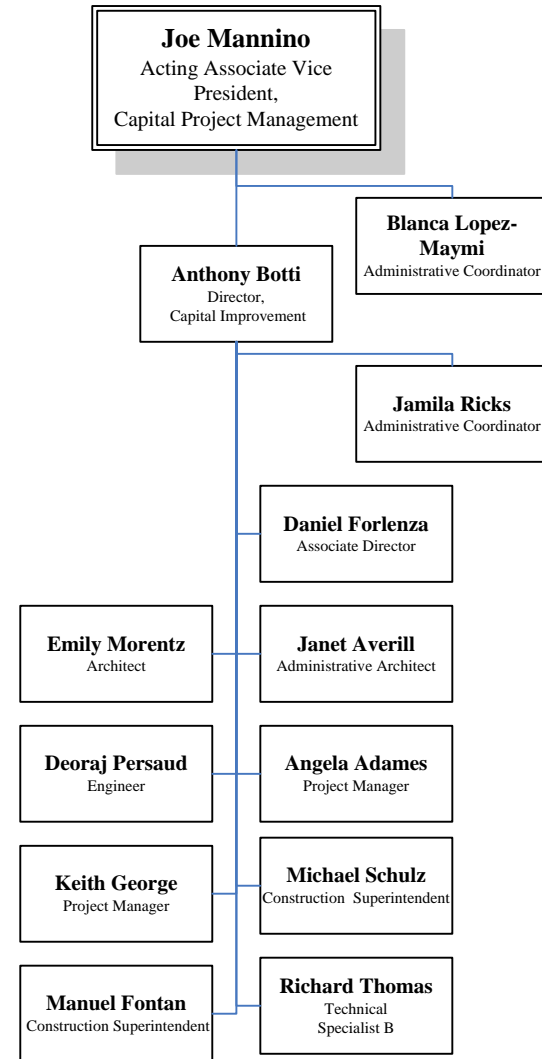 Joe Mannino
Acting Associate Vice
President,
Capital Project Management
Blanca Lopez-
Maymi
Administrative Coordinator
Anthony Botti
Director,
Capital Improvement
Jamila Ricks
Administrative Coordinator
Daniel Forlenza
Associate Director
Emily Morentz
Architect
Janet Averill
Administrative Architect
Deoraj Persaud
Engineer
Angela Adames
Project Manager
Keith George
Project Manager
Michael Schulz
Construction Superintendent
Manuel Fontan
Construction Superintendent
Richard Thomas
Technical
Specialist B